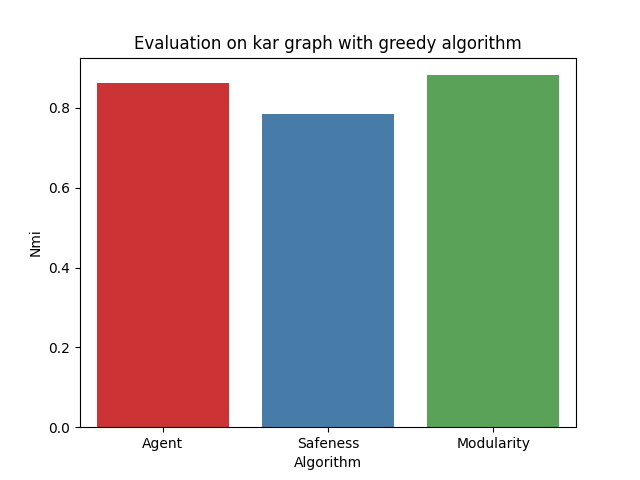 Evaluation on kar graph with greedy algorithm
Nmi
0.8
0.6
0.4
0.2
0.0
Agent
Safeness
Modularity
Algorithm